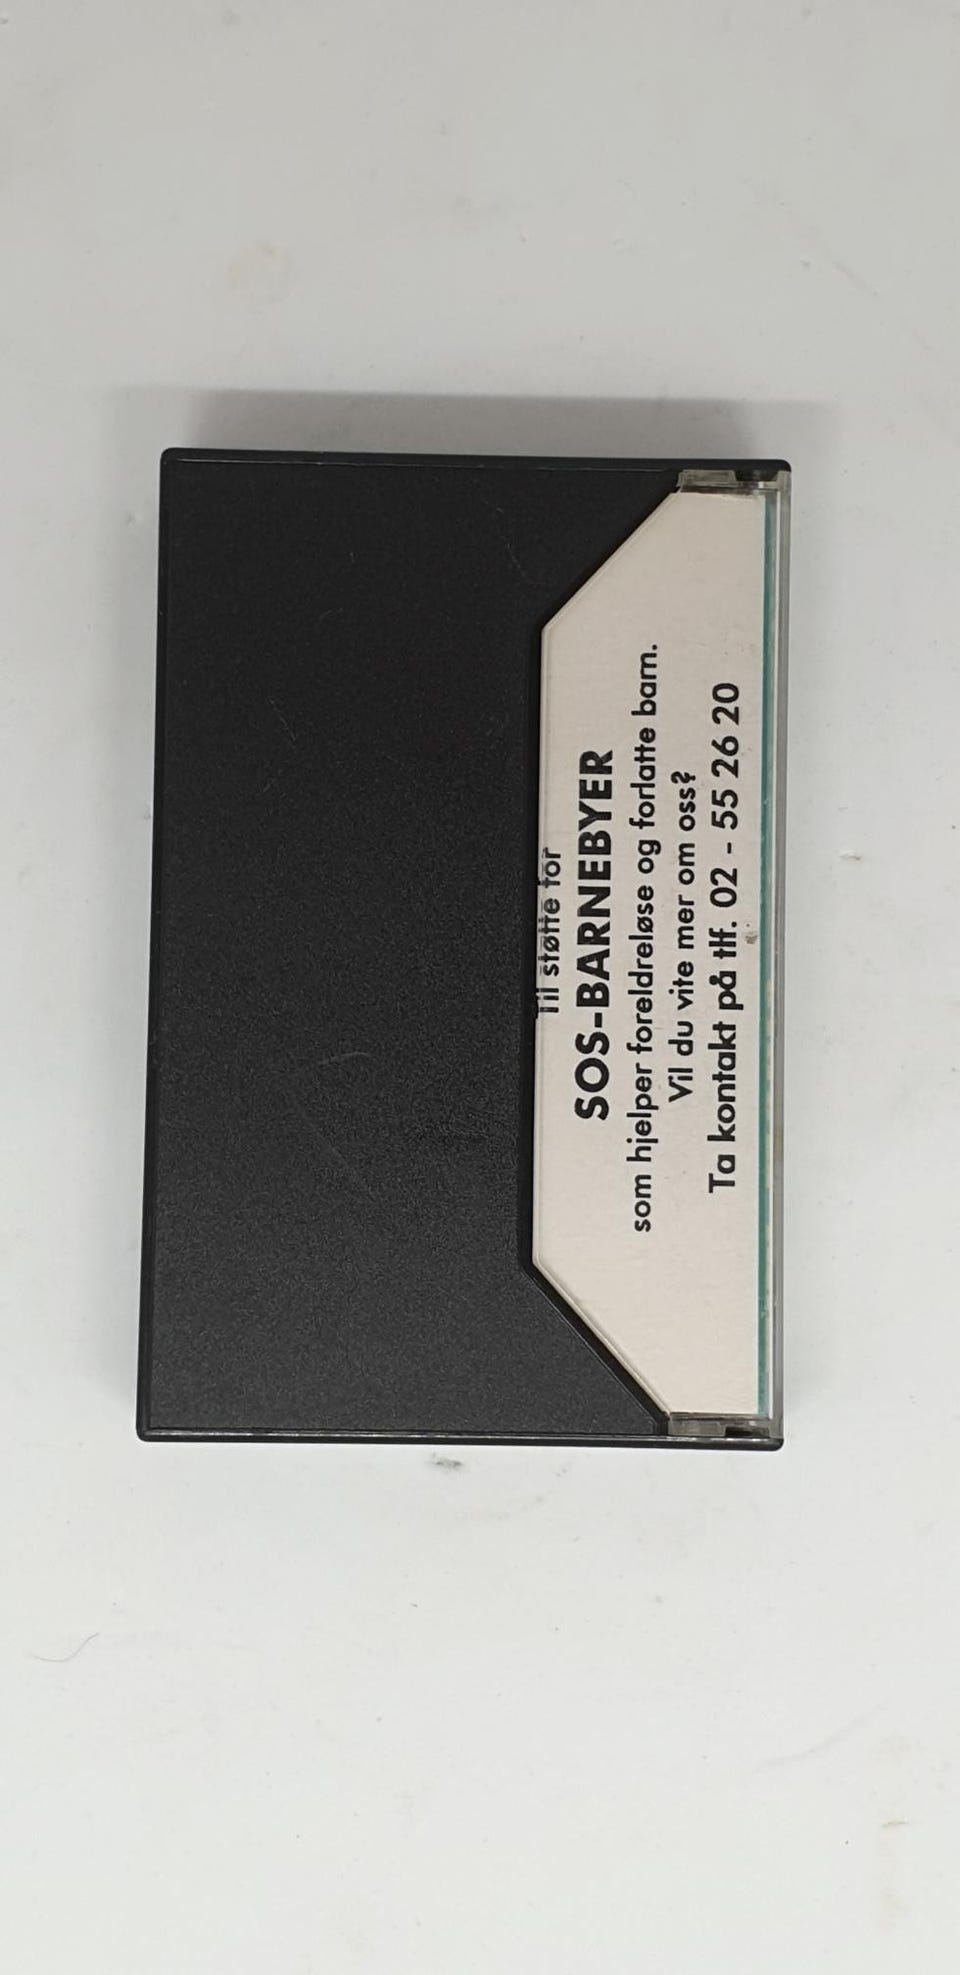 Til støtte for
SOS-BARNEBYER
som hjelper foreldreløse og forlatte barn.
Vil du vite mer om oss?
Ta kontakt på tlf. 02 - 55 26 20